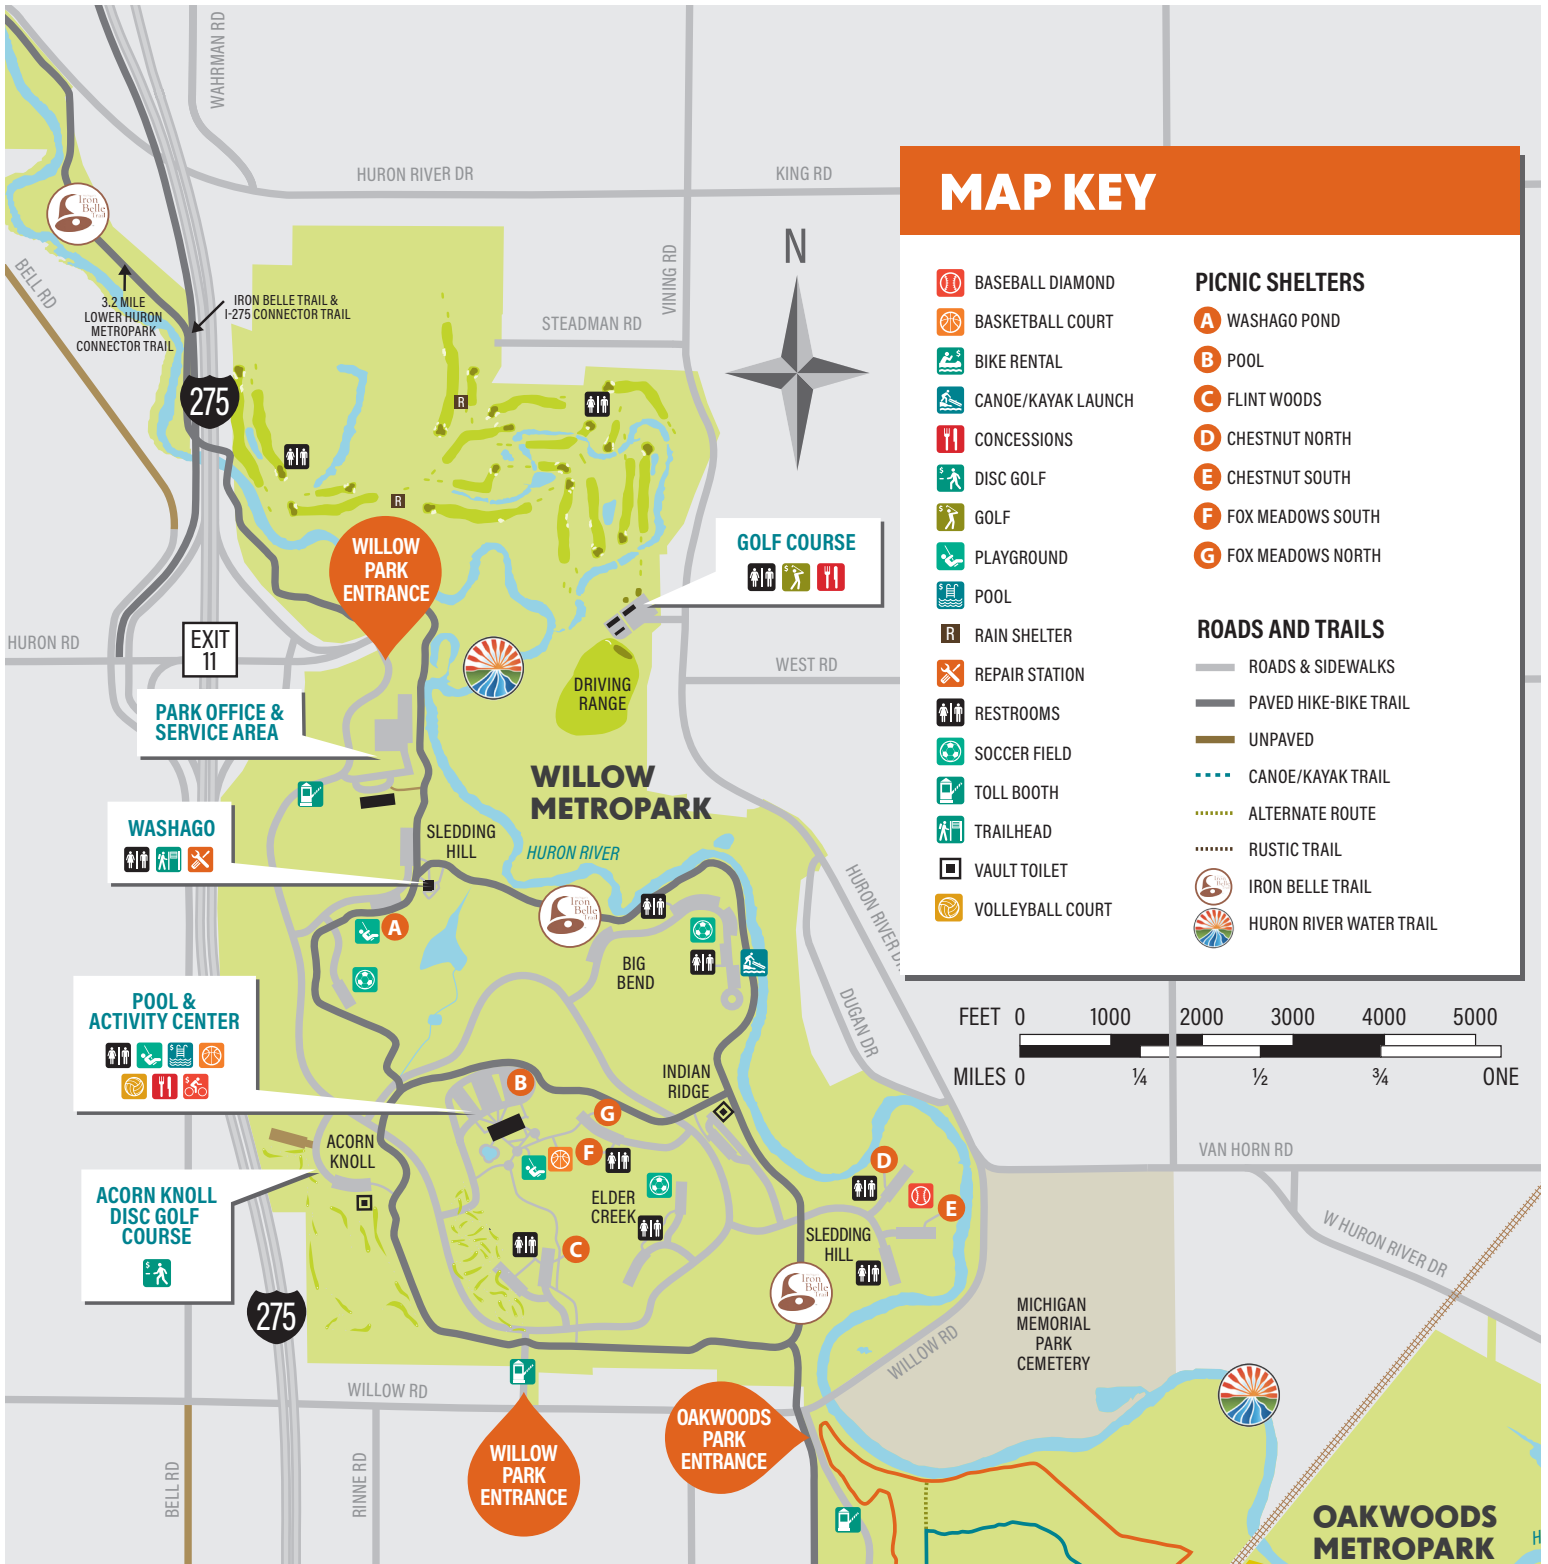 WAHRMAN RD
HURON RIVER DR
KING RD
BELL RD
VINING RD
N
3.2 MILE
LOWER HURON
METROPARK
CONNECTOR TRAIL
IRON BELLE TRAIL &
I-275 CONNECTOR TRAIL
STEADMAN RD
Iron
Belle
Trail
275
R
R
WILLOW
PARK
ENTRANCE
GOLF COURSE
HURON RD
EXIT
11
WEST RD
DRIVING
RANGE
PARK OFFICE &
SERVICE AREA
WILLOW
METROPARK
WASHAGO
SLEDDING
HILL
HURON RIVER
Iron
Belle
Trail
A
BIG
BEND
HURON RIVER DR
DUGAN DR
POOL &
ACTIVITY CENTER
INDIAN
RIDGE
B
G
F
ACORN
KNOLL
D
E
ELDER
CREEK
C
SLEDDING
HILL
ACORN KNOLL
DISC GOLF
COURSE
275
Iron
Belle
Trail
VAN HORN RD
W HURON RIVER DR
MICHIGAN
MEMORIAL
PARK
CEMETERY
WILLOW RD
WILLOW RD
BELL RD
RINNE RD
WILLOW
PARK
ENTRANCE
OAKWOODS
PARK
ENTRANCE
OAKWOODS
METROPARK
H
MAP KEY
BASEBALL DIAMOND
BASKETBALL COURT
BIKE RENTAL
CANOE/KAYAK LAUNCH
CONCESSIONS
DISC GOLF
GOLF
PLAYGROUND
POOL
R RAIN SHELTER
REPAIR STATION
RESTROOMS
SOCCER FIELD
TOLL BOOTH
TRAILHEAD
VAULT TOILET
VOLLEYBALL COURT
PICNIC SHELTERS
A WASHAGO POND
B POOL
C FLINT WOODS
D CHESTNUT NORTH
E CHESTNUT SOUTH
F FOX MEADOWS SOUTH
G FOX MEADOWS NORTH
ROADS AND TRAILS
ROADS & SIDEWALKS
PAVED HIKE-BIKE TRAIL
UNPAVED
CANOE/KAYAK TRAIL
ALTERNATE ROUTE
RUSTIC TRAIL
IRON BELLE TRAIL
HURON RIVER WATER TRAIL
FEET 0 1000 2000 3000 4000 5000
MILES 0 ¼ ½ ¾ ONE